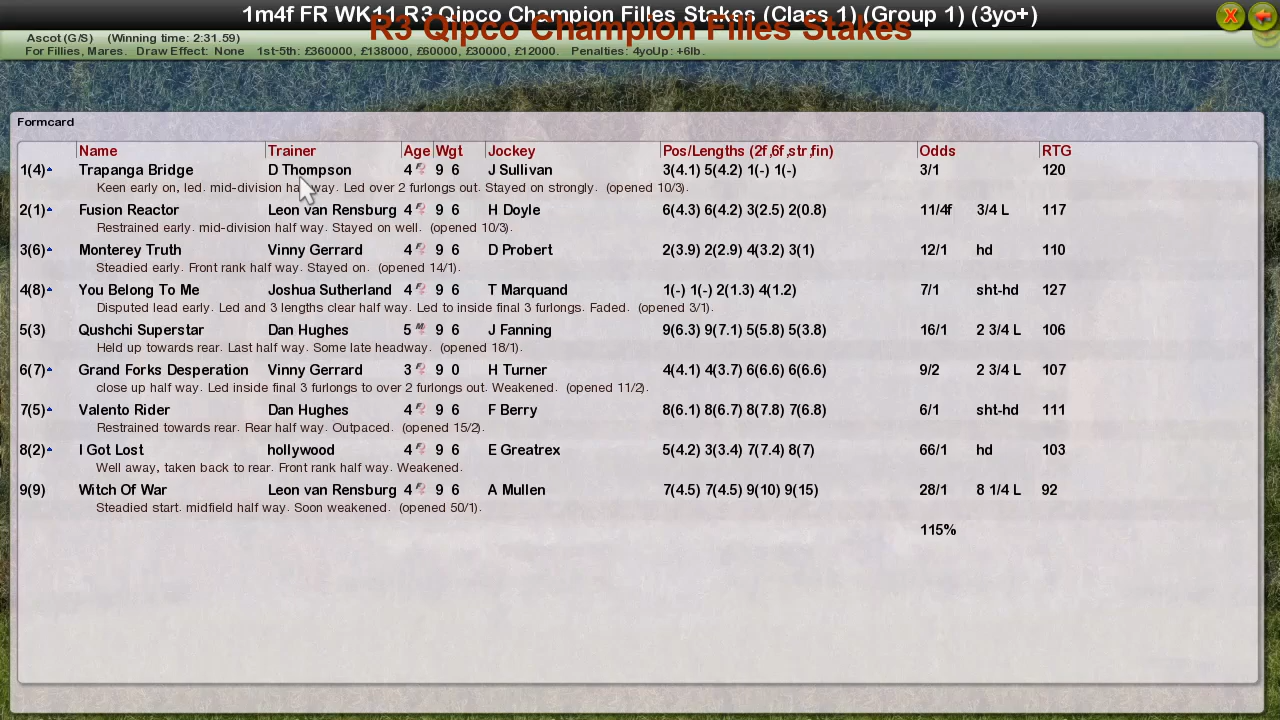 1m4f FR WK11 R3 Qipco Champion Filles Stakes (Class 1) (Group 1) (3yo+)
R3 Qipco Champion Filles Stakes
Ascot(G/S) (Winning time: 2:31.59)
For Fillies, Mares. Draw Effect: None 1st-5th: £360000, £138000, £60000, £30000, £12000. Penalties: 4yoUp: +6lb.
Formcard
Name Trainer Age Wgt Jockey Pos/Lengths (2f,6f,str,fin) Odds RTG
1(4) Trapanga Bridge D Thompson 4 9 6 J Sullivan 3(4.1) 5(4.2) 1(-) 1(-) 3/1 120
Keen early on, led. mid-division half way. Led over 2 furlongs out. Stayed on strongly. (opened 10/3).
2(1) Fusion Reactor Leon van Rensburg 4 9 6 H Doyle 6(4.3) 6(4.2) 3(2.5) 2(0.8) 11/4f 3/4 L 117
Restrained early. mid-division half way. Stayed on well. (opened 10/3).
3(6) Monterey Truth Vinny Gerrard 4 9 6 D Probert 2(3.9) 2(2.9) 4(3.2) 3(1) 12/1 hd 110
Steadied early. Front rank half way. Stayed on. (opened 14/1).
4(8) You Belong To Me Joshua Sutherland 4 9 6 T Marquand 1(-) 1(-) 2(1.3) 4(1.2) 7/1 sht-hd 127
Disputed lead early. Led and 3 lengths clear half way. Led to inside final 3 furlongs. Faded. (opened 3/1).
5(3) Qushchi Superstar Dan Hughes 5 9 6 J Fanning 9(6.3) 9(7.1) 5(5.8) 5(3.8) 16/1 2 3/4 L 106
Held up towards rear. Last half way. Some late headway. (opened 18/1).
6(7) Grand Forks Desperation Vinny Gerrard 3 9 0 H Turner 4(4.1) 4(3.7) 6(6.6) 6(6.6) 9/2 2 3/4 L 107
close up half way. Led inside final 3 furlongs to over 2 furlongs out. Weakened. (opened 11/2).
7(5) Valento Rider Dan Hughes 4 9 6 F Berry 8(6.1) 8(6.7) 8(7.8) 7(6.8) 6/1 sht-hd 111
Restrained towards rear. Rear half way. Outpaced. (opened 15/2).
8(2) I Got Lost hollywood 4 9 6 E Greatrex 5(4.2) 3(3.4) 7(7.4) 8(7) 66/1 hd 103
Well away, taken back to rear. Front rank half way. Weakened.
9(9) Witch Of War Leon van Rensburg 4 9 6 A Mullen 7(4.5) 7(4.5) 9(10) 9(15) 28/1 8 1/4 L 92
Steadied start. midfield half way. Soon weakened. (opened 50/1).
115%